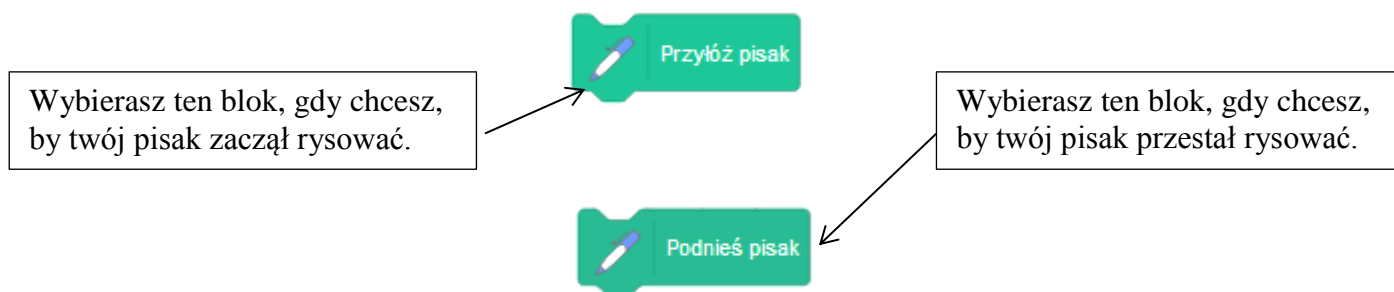 Przyłóż pisak
Wybierasz ten blok, gdy chcesz,
by twój pisak zaczął rysować.
Wybierasz ten blok, gdy chcesz,
by twój pisak przestał rysować.
Podnieś pisak